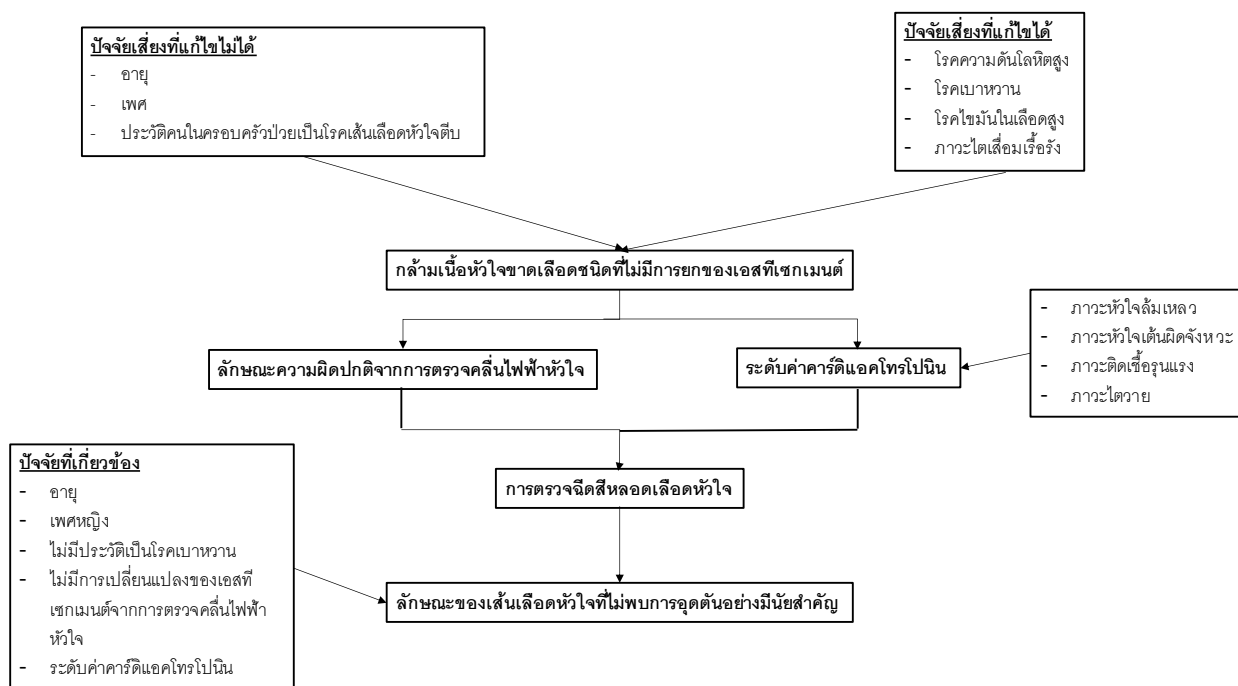 ปัจจัยเสี่ยงที่แก้ไขไม่ได้
- อายุ
- เพศ
- ประวัติคนในครอบครัวป่วยเป็นโรคเส้นเลือดหัวใจตีบ
ปัจจัยเสี่ยงที่แก้ไขได้
- โรคความดันโลหิตสูง
- โรคเบาหวาน
- โรคไขมันในเลือดสูง
- ภาวะไตเสื่อมเรื้อรัง
กล้ามเนื้อหัวใจขาดเลือดชนิดที่ไม่มีการยกของเอสทีเซกเมนต์
- ภาวะหัวใจล้มเหลว
- ภาวะหัวใจเต้นผิดจังหวะ
- ภาวะติดเชื้อรุนแรง
- ภาวะไตวาย
ลักษณะความผิดปกติจากการตรวจคลื่นไฟฟ้าหัวใจ
ระดับค่าคาร์ดิแอคโทรโปนิน
การตรวจฉีดสีหลอดเลือดหัวใจ
ปัจจัยที่เกี่ยวข้อง
- อายุ
- เพศหญิง
- ไม่มีประวัติเป็นโรคเบาหวาน
- ไม่มีการเปลี่ยนแปลงของเอสที
เซกเมนต์จากการตรวจคลื่นไฟฟ้า
หัวใจ
- ระดับค่าคาร์ดิแอคโทรโปนิน
ลักษณะของเส้นเลือดหัวใจที่ไม่พบการอุดตันอย่างมีนัยสำคัญ